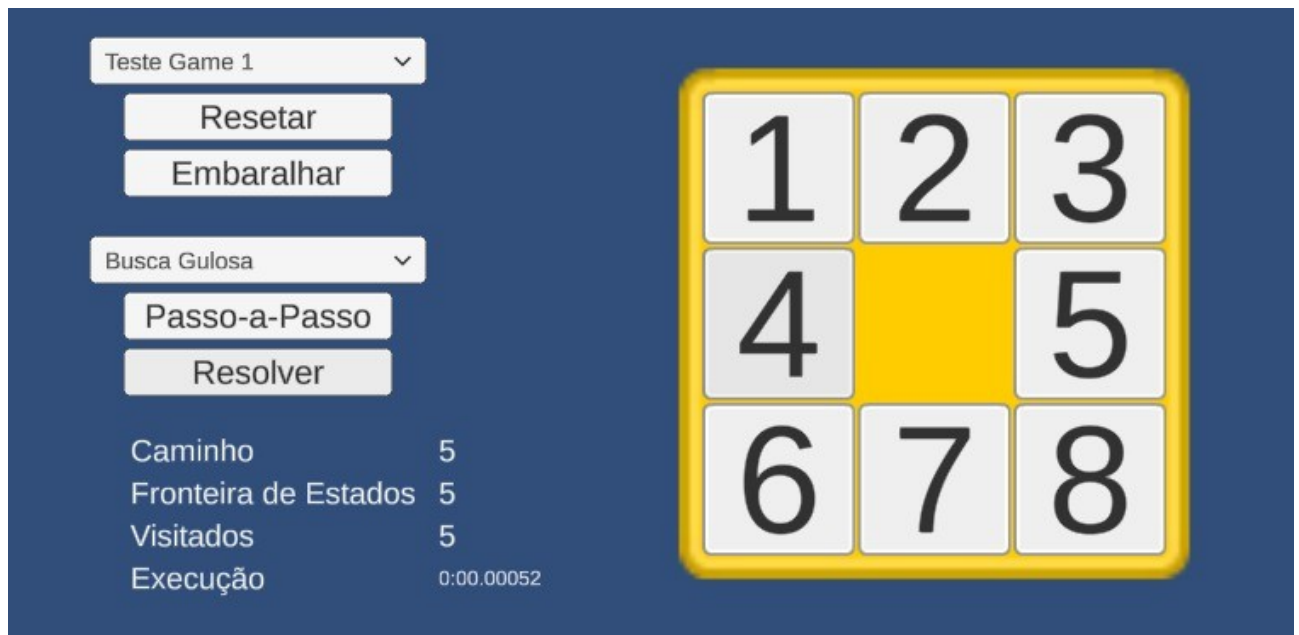 Teste Game 1
Resetar
Embaralhar
Busca Gulosa
Passo-a-Passo
Resolver
Caminho 5
Fronteira de Estados 5
Visitados 5
Execução 0:00.00052
1 2 3
4 5
6 7 8